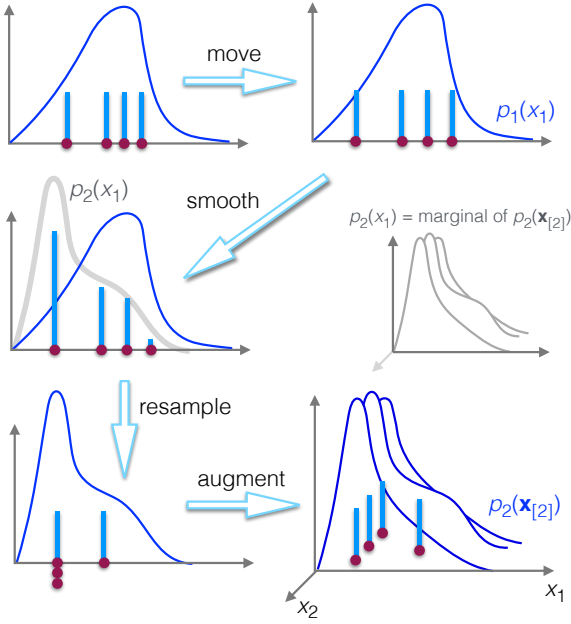 move
p₁(x₁)
p₂(x₁)
smooth
p₂(x₁) = marginal of p₂(𝐱[2])
resample
augment
p₂(𝐱[2])
x₂
x₁